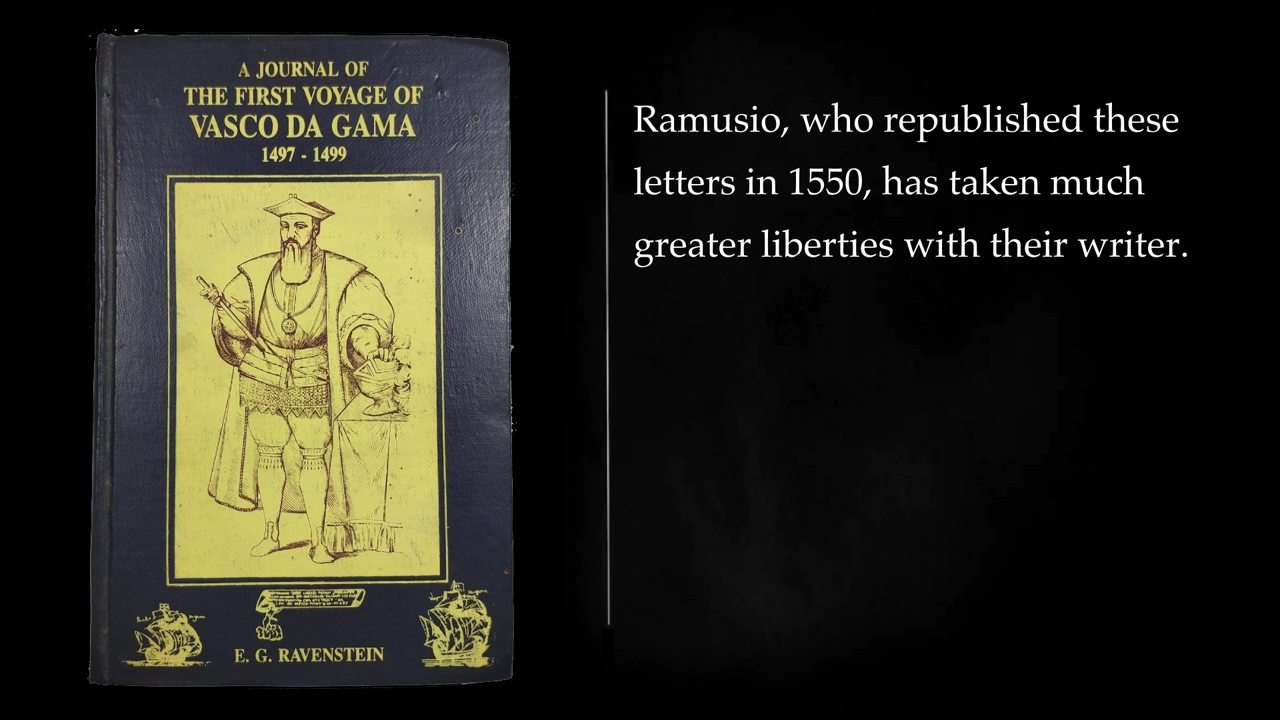 A JOURNAL OF
THE FIRST VOYAGE OF
VASCO DA GAMA
1497 - 1499
E. G. RAVENSTEIN
Ramusio, who republished these
letters in 1550, has taken much
greater liberties with their writer.